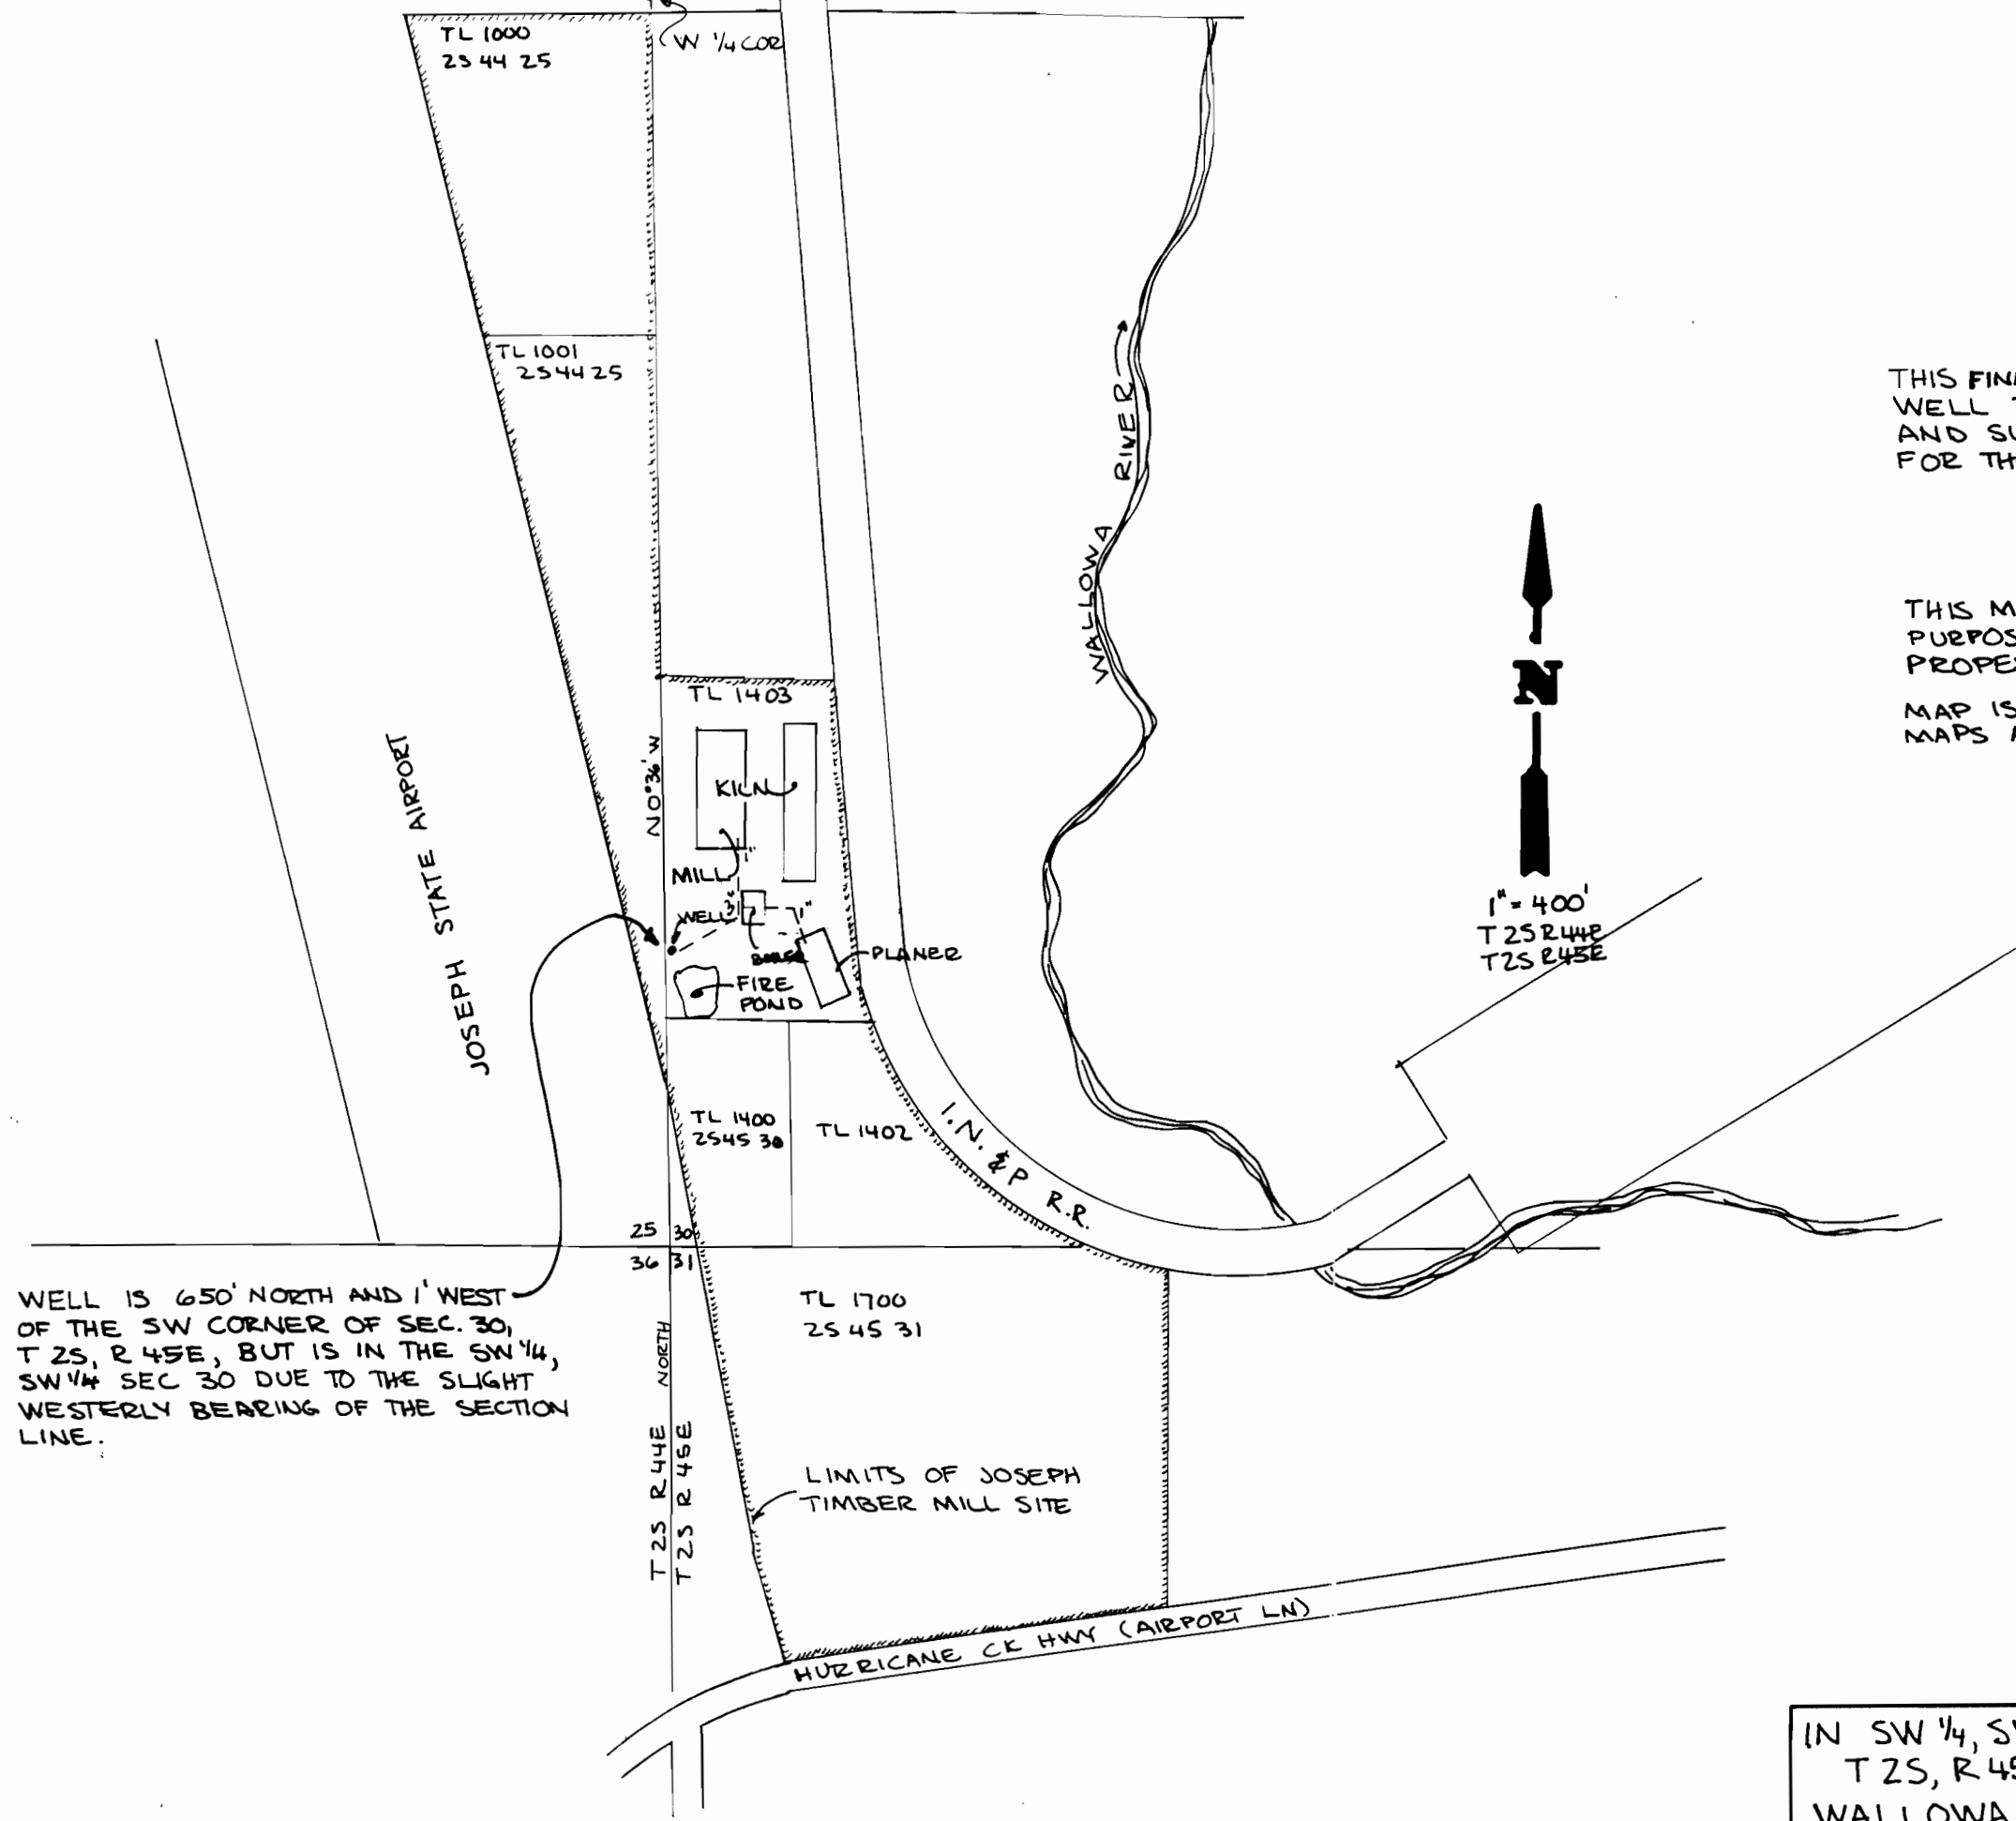 TL 1000
2S 44 25
W 1/4 COR
TL 1001
2S 44 25
WALLOWA RIVER
THIS FIN
WELL
AND SU
FOR TH
THIS M
PURPOS
PROPE
MAP IS
MAPS
N
1" = 400'
T 2S R 44E
T 2S R 45E
JOSEPH STATE AIRPORT
N 0° 36' W
TL 1403
KILN
MILL
1"
3"
1"
WELL
PLANER
FIRE
POND
TL 1400
2S 45 30
TL 1402
I.N. & P R.R.
25 30
36 31
WELL IS 650' NORTH AND 1' WEST
OF THE SW CORNER OF SEC. 30,
T 2S, R 45E, BUT IS IN THE SW 1/4,
SW 1/4 SEC 30 DUE TO THE SLIGHT
WESTERLY BEARING OF THE SECTION
LINE.
TL 1700
2S 45 31
NORTH
T 2S R 44E
T 2S R 45E
LIMITS OF JOSEPH
TIMBER MILL SITE
HURRICANE CK HWY (AIRPORT LN)
IN SW 1/4, S
T 2S, R 45
WALLOWA